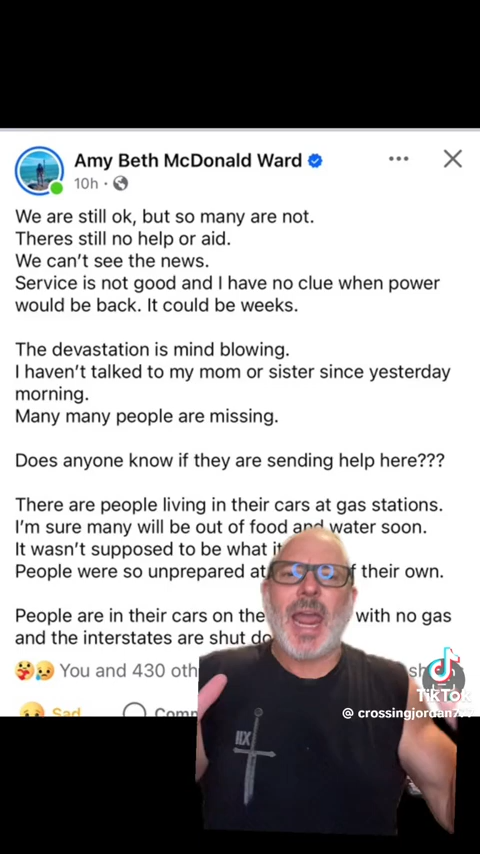 Amy Beth McDonald Ward
10h
We are still ok, but so many are not.
Theres still no help or aid.
We can't see the news.
Service is not good and I have no clue when power
would be back. It could be weeks.
The devastation is mind blowing.
I haven't talked to my mom or sister since yesterday
morning.
Many many people are missing.
Does anyone know if they are sending help here???
There are people living in their cars at gas stations.
I'm sure many will be out of food and water soon.
It wasn't supposed to be what
People were so unprepared at their own.
People are in their cars on the with no gas
and the interstates are shut
You and 430
Sad
TikTok
@ crossingjordan
IIX